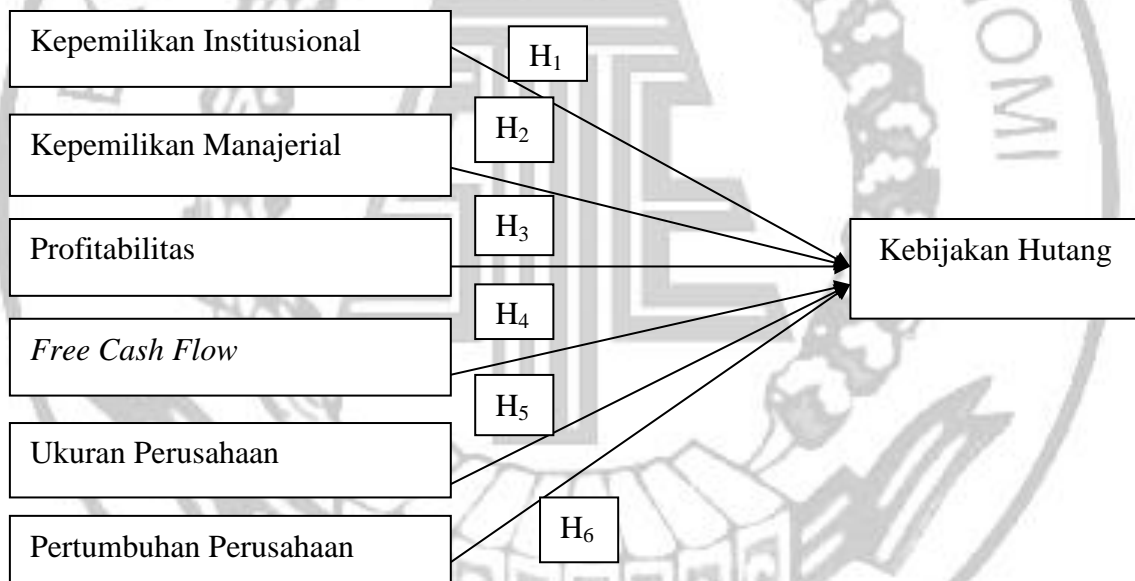 Kepemilikan Institusional
H₁
H₂
Kepemilikan Manajerial
H₃
Profitabilitas
Kebijakan Hutang
H₄
Free Cash Flow
H₅
Ukuran Perusahaan
H₆
Pertumbuhan Perusahaan